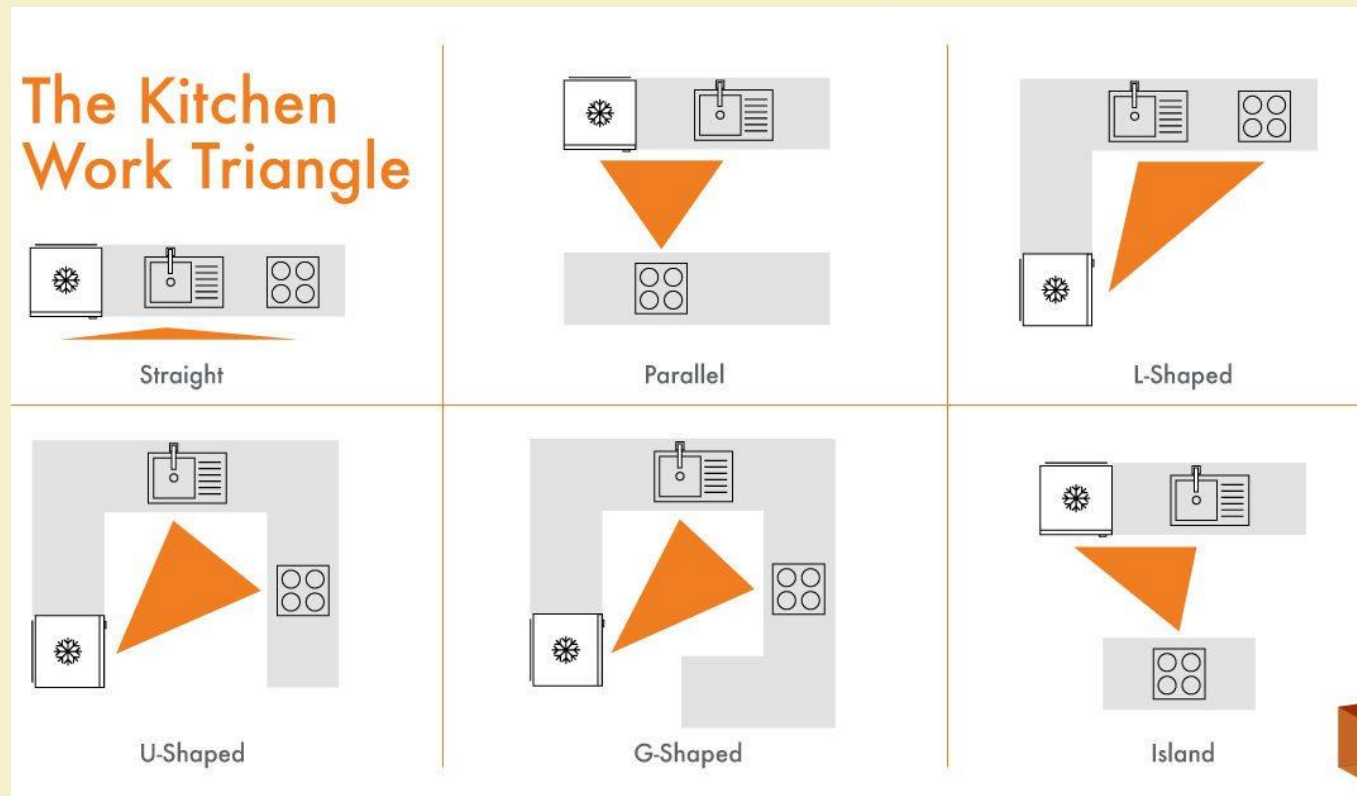 The Kitchen
Work Triangle
Straight
Parallel
L-Shaped
U-Shaped
G-Shaped
Island